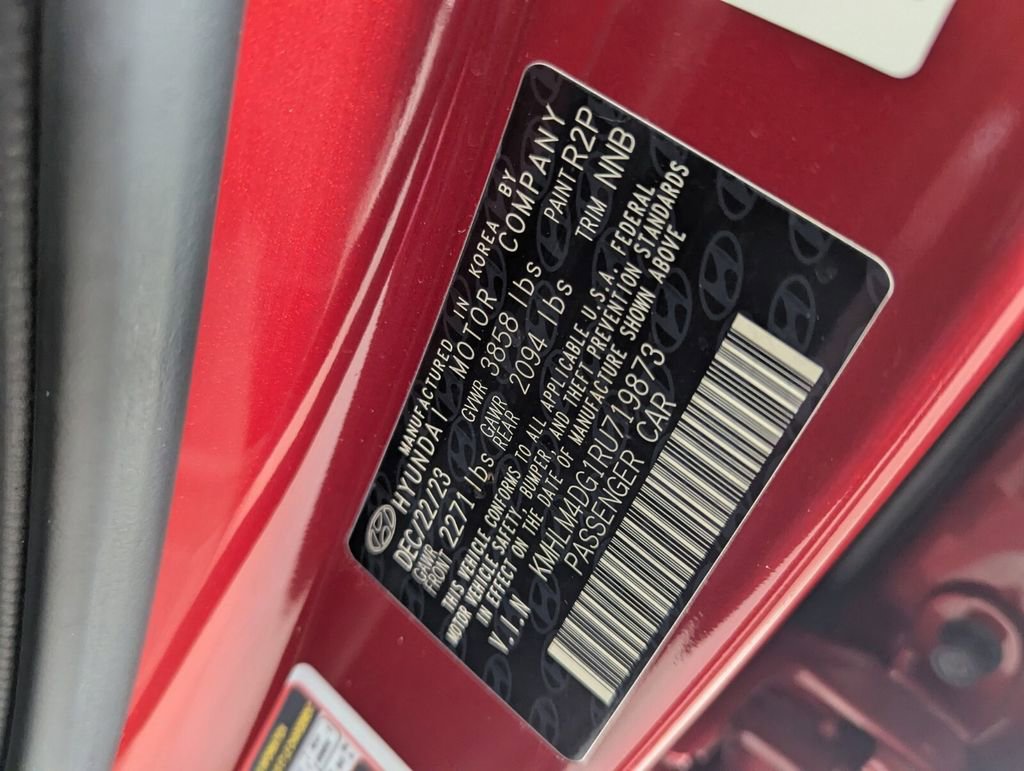 MANUFACTURED IN KOREA BY
HYUNDAI MOTOR COMPANY
DEC/22/23 GVWR 3858 lbs PAINT R2P
GAWR FRONT 2271 lbs GAWR REAR 2094 lbs TRIM NNB
THIS VEHICLE CONFORMS TO ALL APPLICABLE U.S.A. FEDERAL
MOTOR VEHICLE SAFETY, BUMPER, AND THEFT PREVENTION STANDARDS
IN EFFECT ON THE DATE OF MANUFACTURE SHOWN ABOVE
V.I.N KMHLM4DG1RU719873
PASSENGER CAR